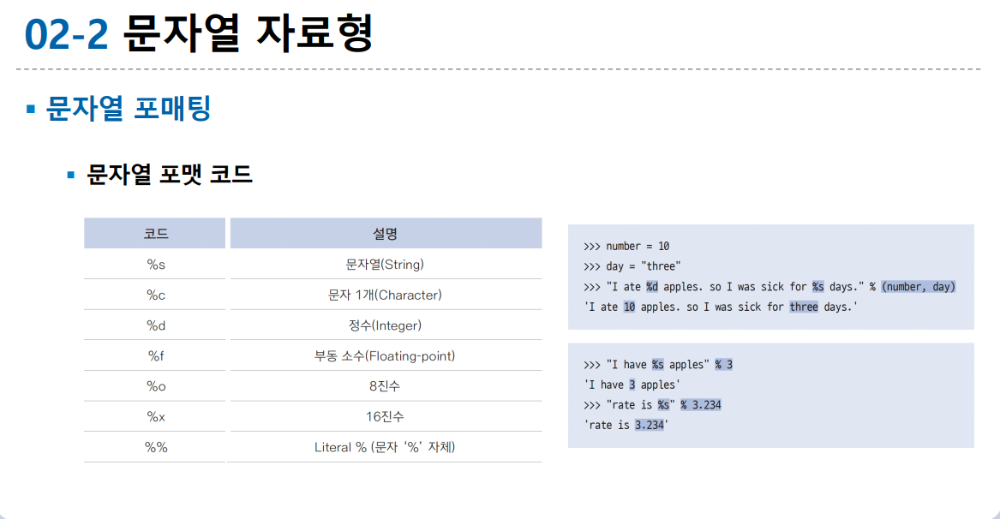 02-2 문자열 자료형
▪ 문자열 포매팅
▪ 문자열 포맷 코드
코드 설명
%s 문자열(String)
%c 문자 1개(Character)
%d 정수(Integer)
%f 부동 소수(Floating-point)
%o 8진수
%x 16진수
%% Literal % (문자 ‘%’ 자체)
>>> number = 10
>>> day = "three"
>>> "I ate %d apples. so I was sick for %s days." % (number, day)
'I ate 10 apples. so I was sick for three days.'
>>> "I have %s apples" % 3
'I have 3 apples'
>>> "rate is %s" % 3.234
'rate is 3.234'